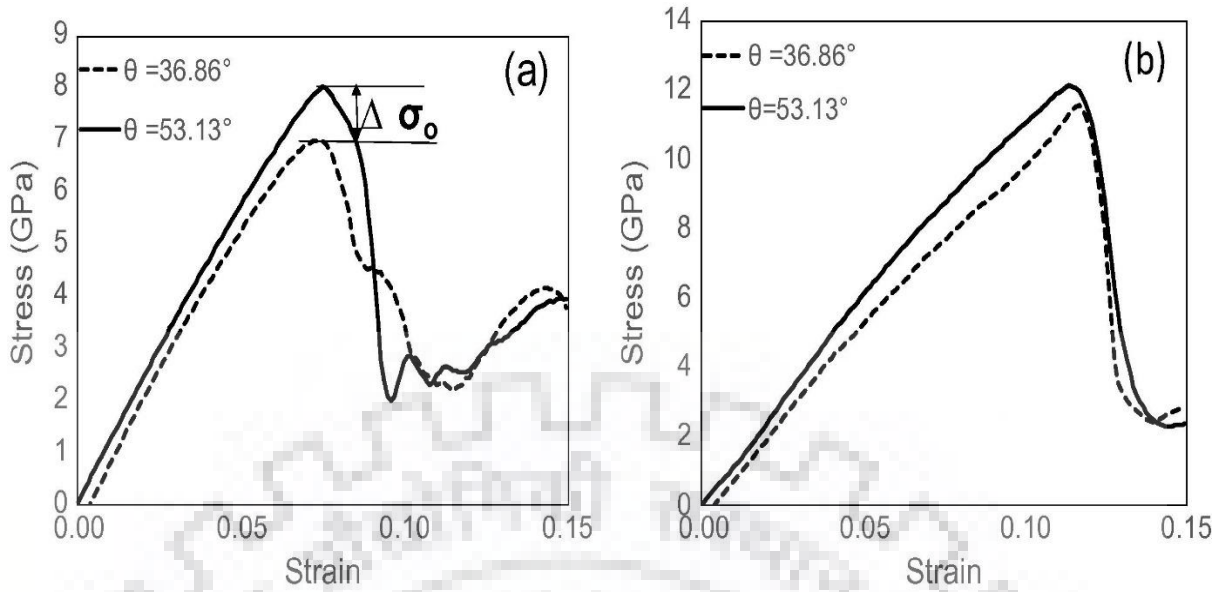 (a)
θ =36.86°
θ =53.13°
Δ σ₀
Stress (GPa)
9
8
7
6
5
4
3
2
1
0
0.00 0.05 0.10 0.15
Strain
(b)
θ =36.86°
θ=53.13°
Stress (GPa)
14
12
10
8
6
4
2
0
0.00 0.05 0.10 0.15
Strain